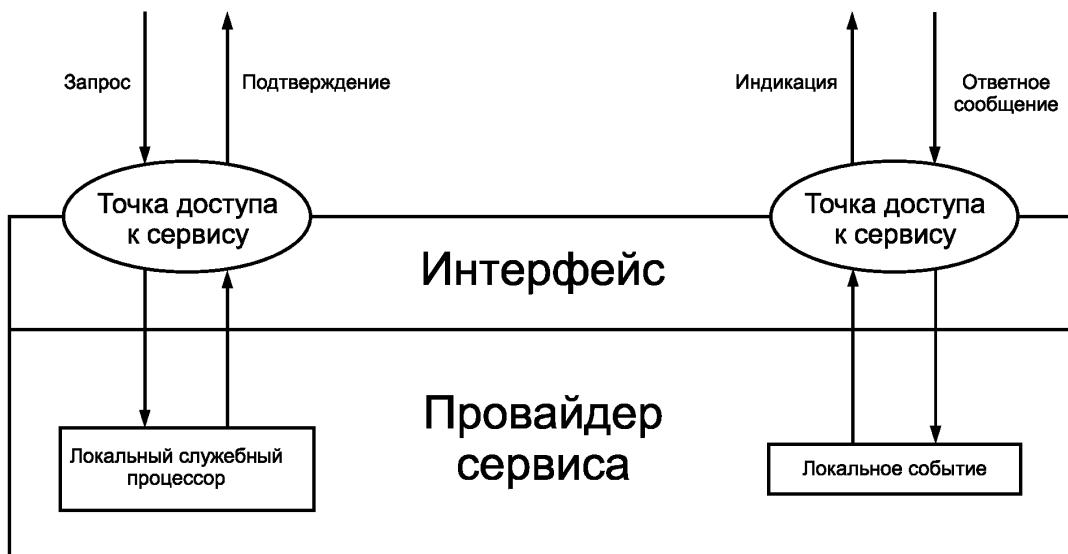 Запрос
Подтверждение
Индикация
Ответное
сообщение
Точка доступа
к сервису
Точка доступа
к сервису
Интерфейс
Провайдер
сервиса
Локальный служебный
процессор
Локальное событие